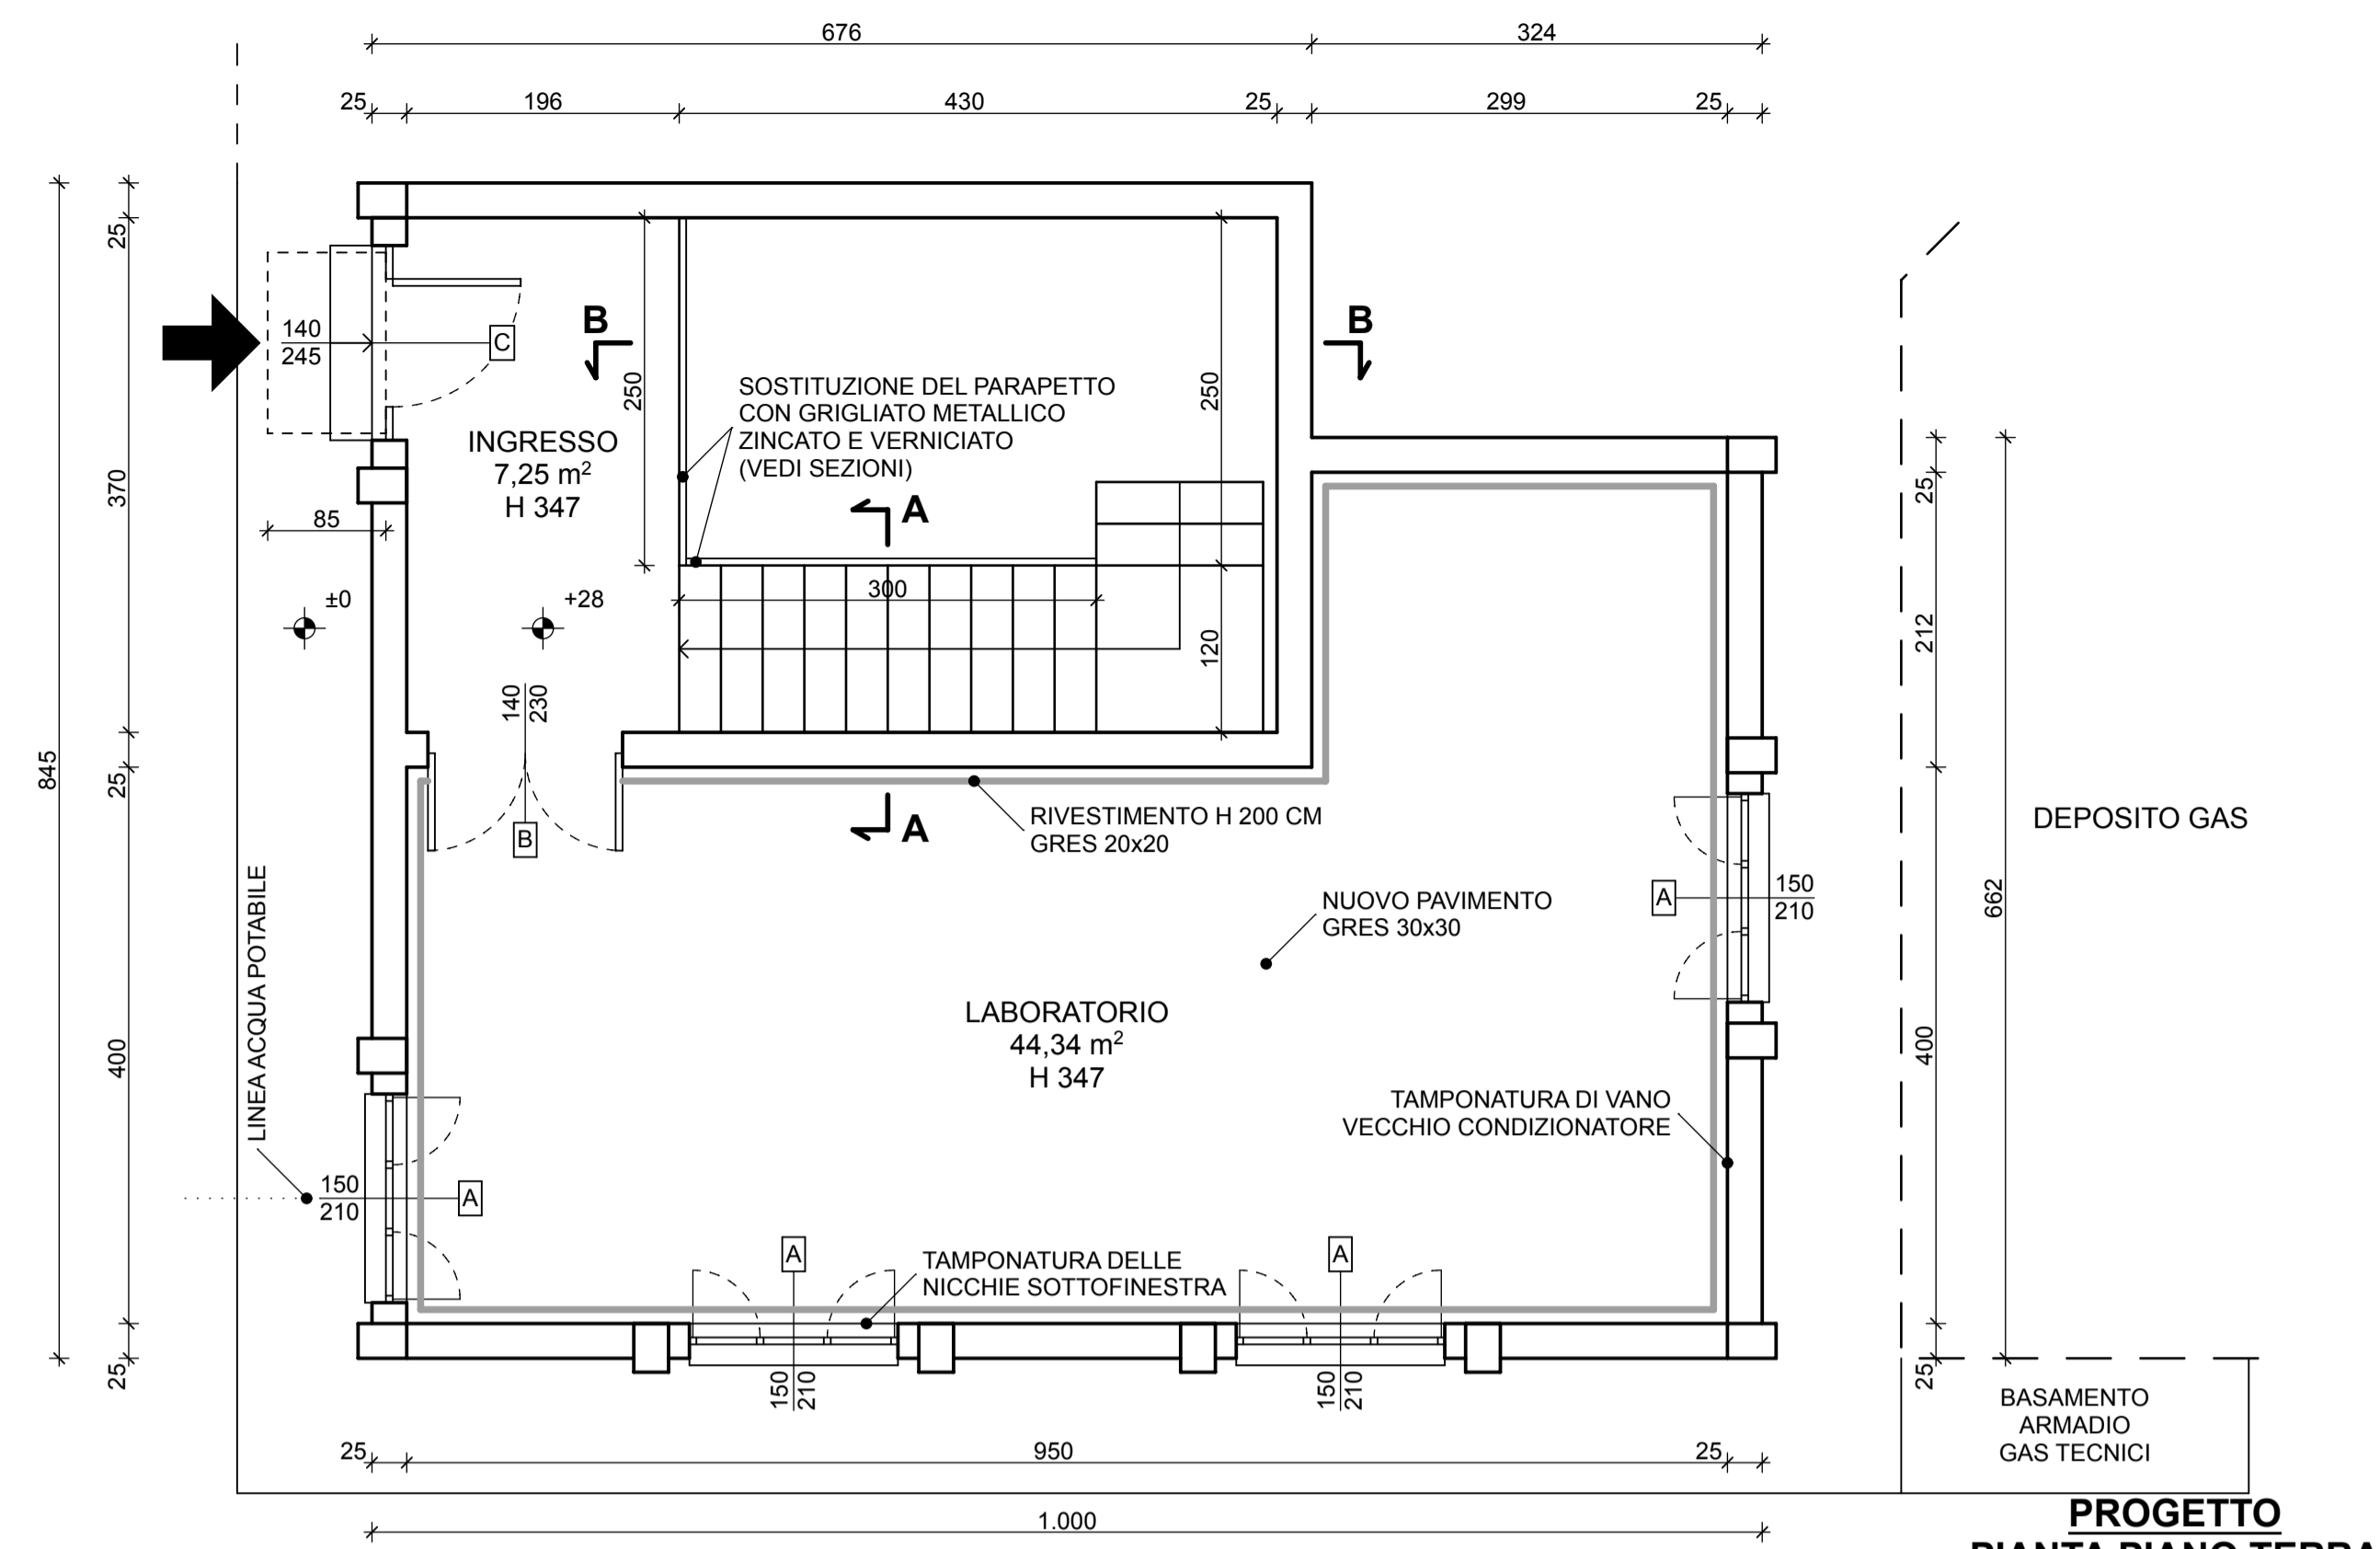 676
324
25
196
430
25
299
25
845
25
370
25
400
25
140
245
C
B
B
250
250
SOSTITUZIONE DEL PARAPETTO
CON GRIGLIATO METALLICO
ZINCATO E VERNICIATO
(VEDI SEZIONI)
INGRESSO
7,25 m²
H 347
85
A
±0
+28
300
120
140
230
B
A
RIVESTIMENTO H 200 CM
GRES 20x20
NUOVO PAVIMENTO
GRES 30x30
A
150
210
25
212
400
25
662
DEPOSITO GAS
LINEA ACQUA POTABILE
LABORATORIO
44,34 m²
H 347
TAMPONATURA DI VANO
VECCHIO CONDIZIONATORE
150
210
A
A
TAMPONATURA DELLE
NICCHIE SOTTOFINESTRA
A
150
210
150
210
BASAMENTO
ARMADIO
GAS TECNICI
25
950
25
1.000
PROGETTO
PIANTA PIANO TERRA